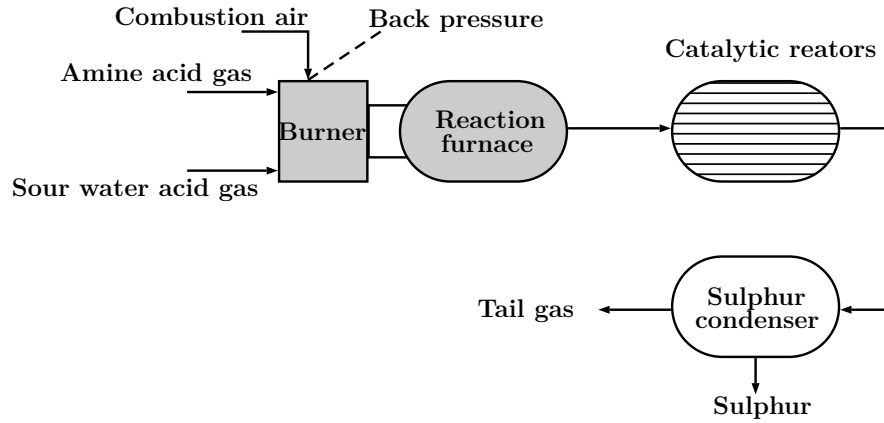 Combustion air
Back pressure
Amine acid gas
Catalytic reators
Burner
Reaction
furnace
Sour water acid gas
Tail gas
Sulphur
condenser
Sulphur